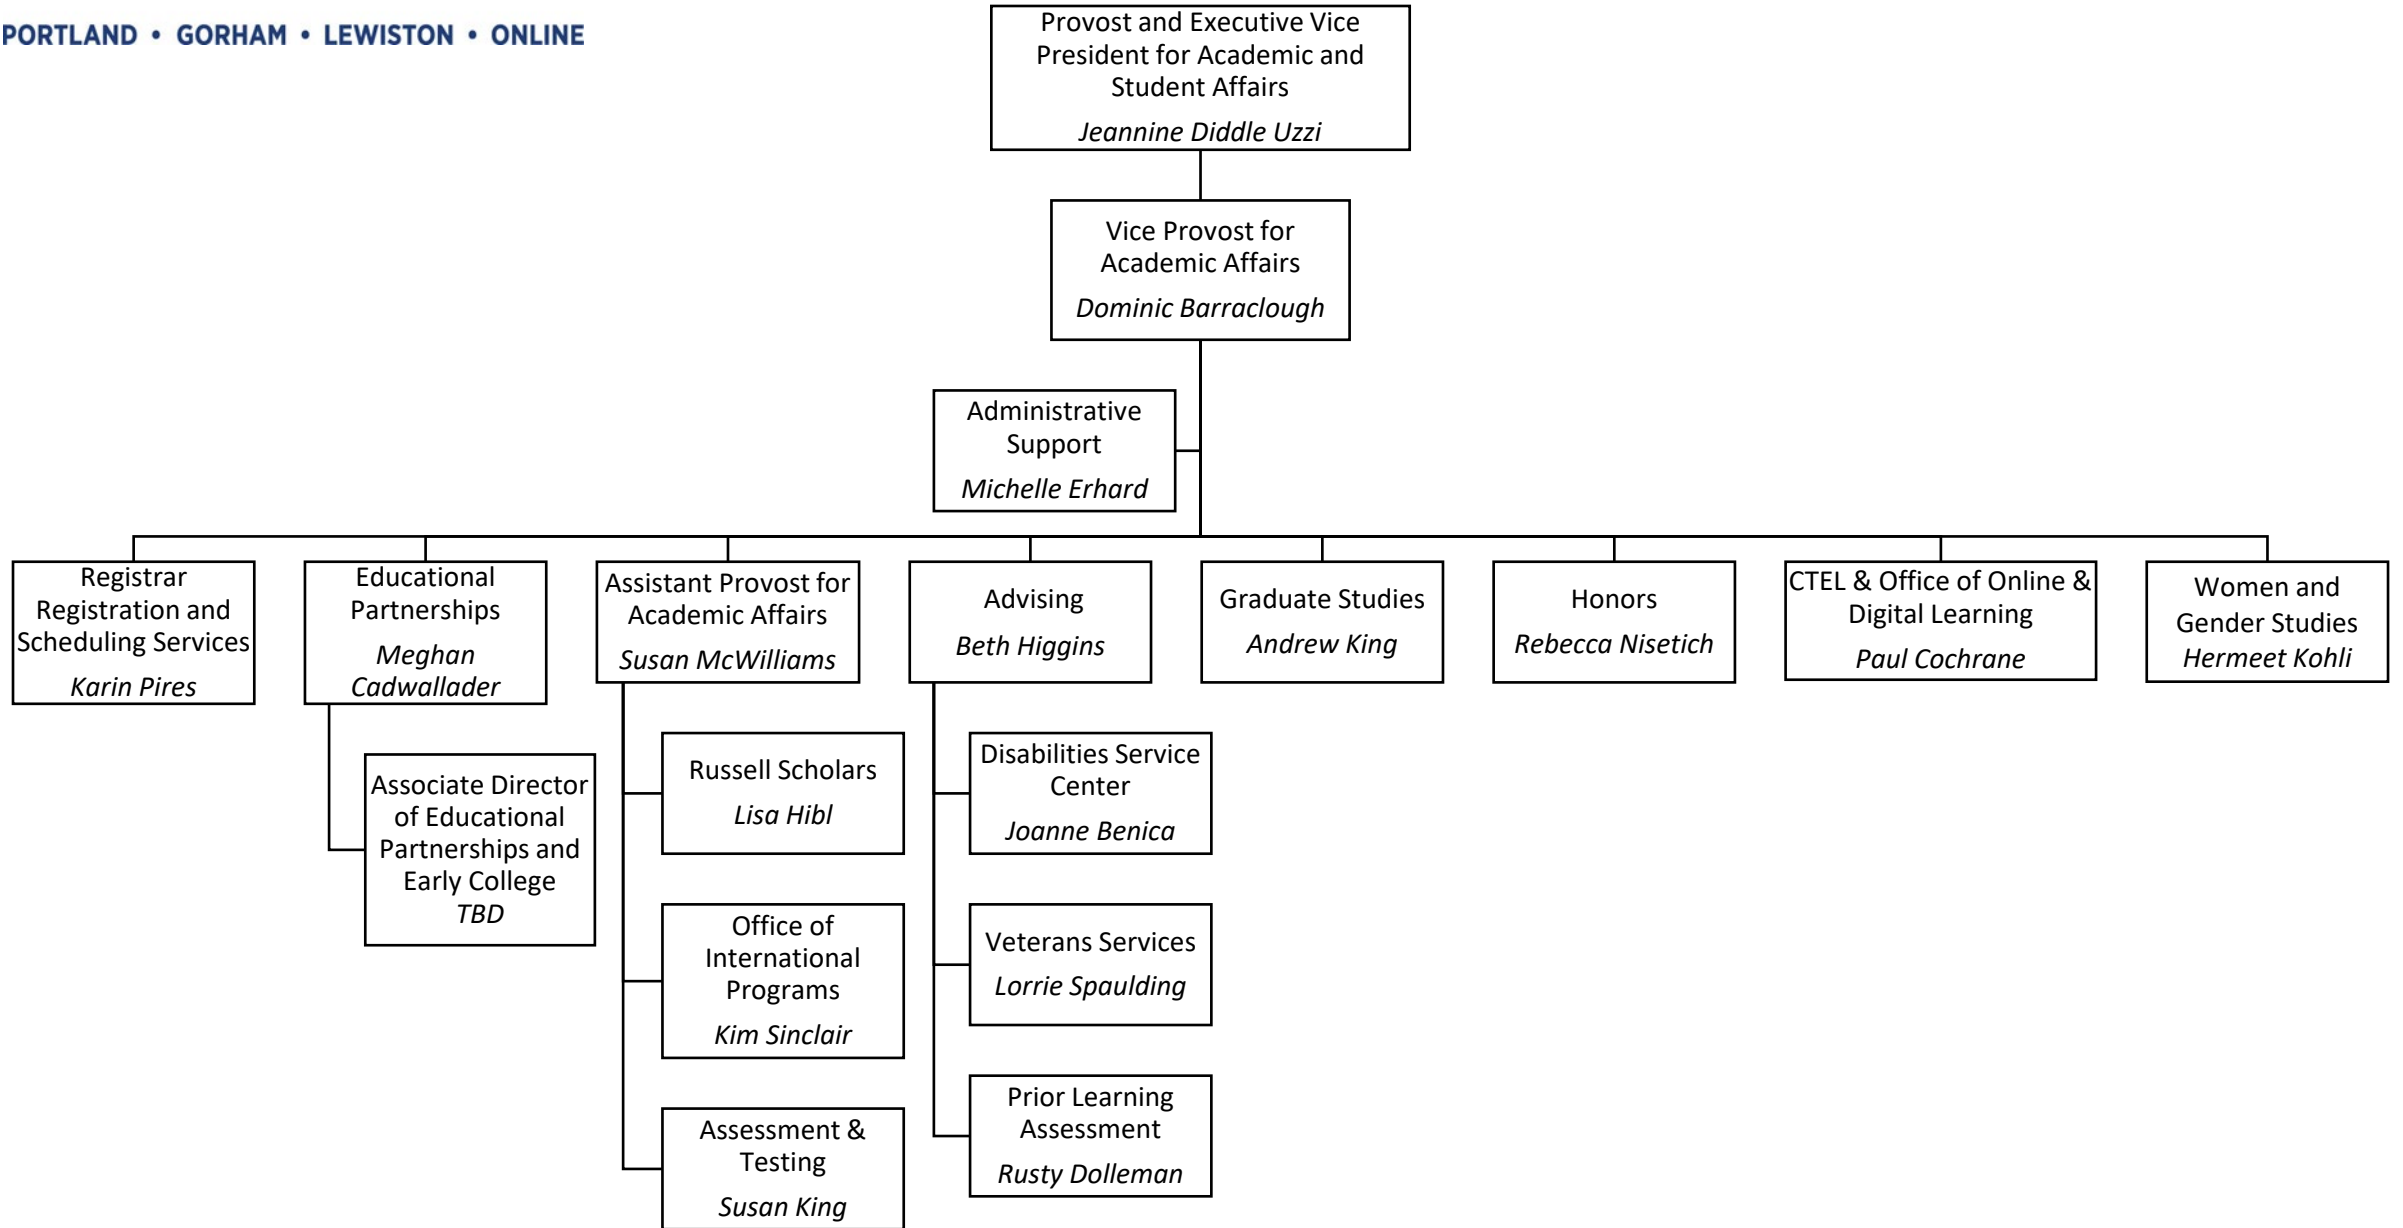 PORTLAND • GORHAM • LEWISTON • ONLINE
Provost and Executive Vice
President for Academic and
Student Affairs
Jeannine Diddle Uzzi
Vice Provost for
Academic Affairs
Dominic Barraclough
Administrative
Support
Michelle Erhard
Registrar
Registration and
Scheduling Services
Karin Pires
Educational
Partnerships
Meghan
Cadwallader
Assistant Provost for
Academic Affairs
Susan McWilliams
Advising
Beth Higgins
Graduate Studies
Andrew King
Honors
Rebecca Nisetich
CTEL & Office of Online &
Digital Learning
Paul Cochrane
Women and
Gender Studies
Hermeet Kohli
Associate Director
of Educational
Partnerships and
Early College
TBD
Russell Scholars
Lisa Hibl
Office of
International
Programs
Kim Sinclair
Assessment &
Testing
Susan King
Disabilities Service
Center
Joanne Benica
Veterans Services
Lorrie Spaulding
Prior Learning
Assessment
Rusty Dolleman